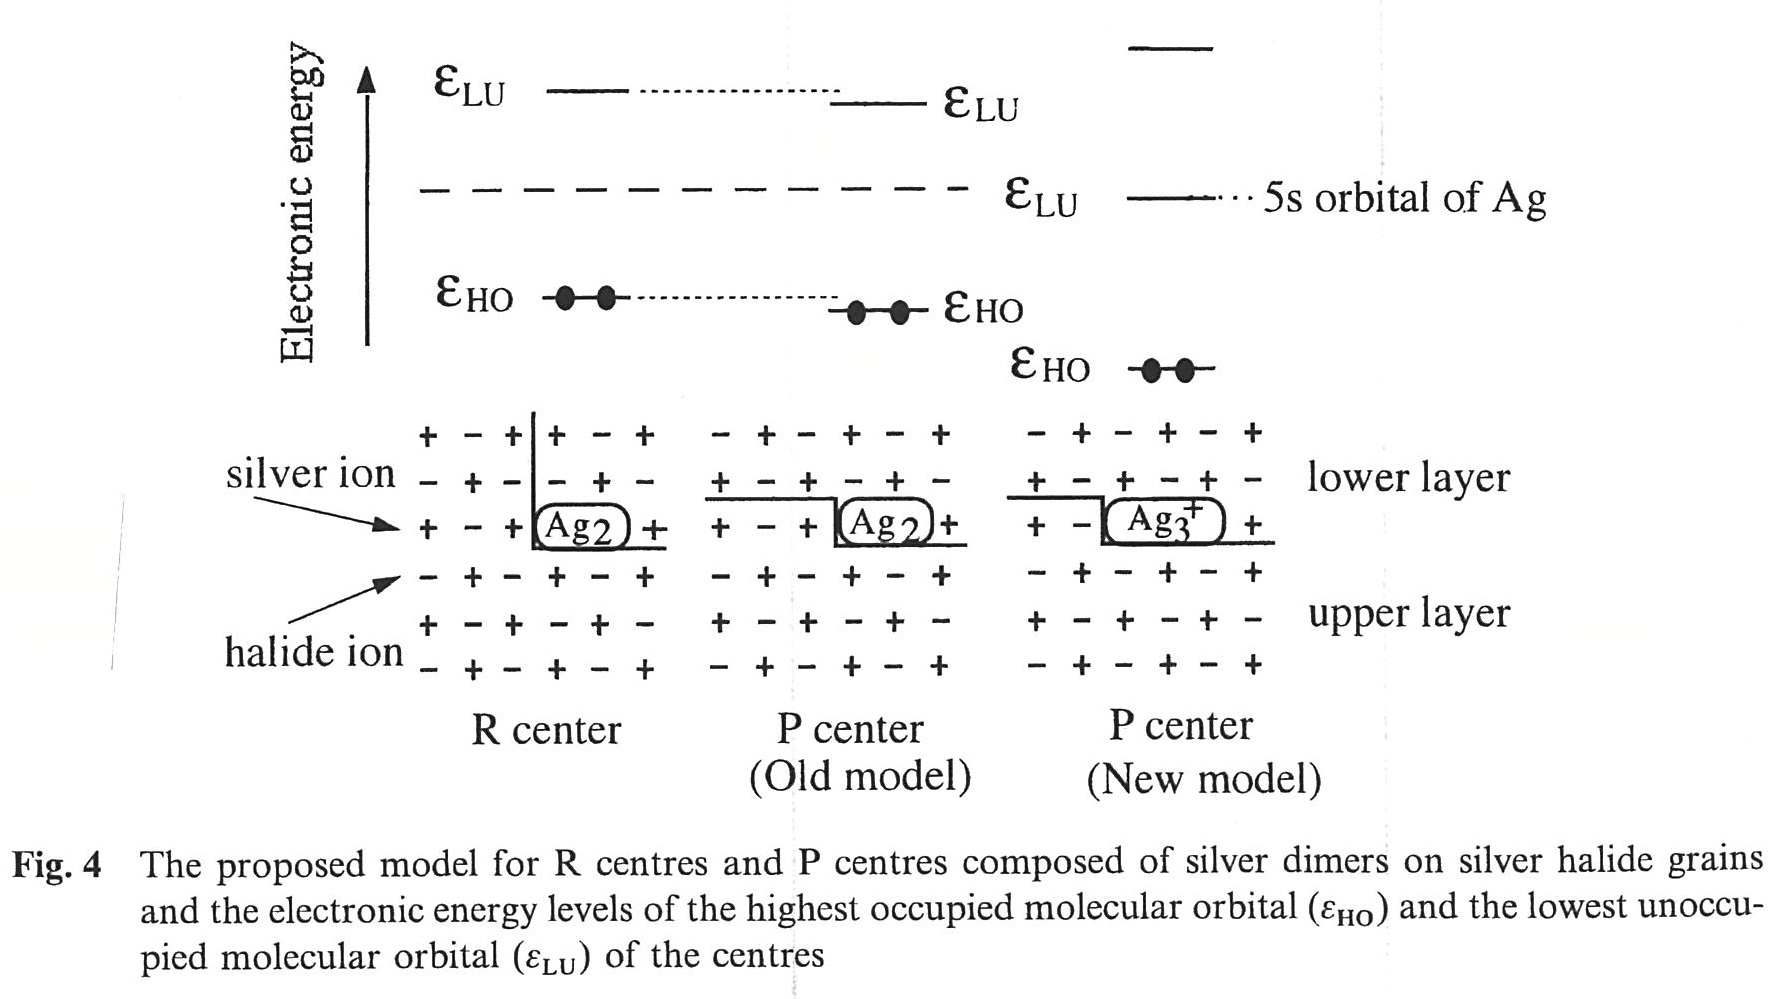 Electronic energy
εLU
εLU
εLU
5s orbital of Ag
εHO
εHO
εHO
+ − + + − +
− + − + − +
− + − + − +
silver ion
− + − − + −
+ − + − + −
+ − + − + −
lower layer
+ − + Ag2 +
+ − + Ag2 +
+ − Ag3+ +
− + − + − +
− + − + − +
− + − + − +
halide ion
+ − + − + −
+ − + − + −
+ − + − + −
upper layer
− + − + − +
− + − + − +
− + − + − +
R center
P center
(Old model)
P center
(New model)
Fig. 4 The proposed model for R centres and P centres composed of silver dimers on silver halide grains
and the electronic energy levels of the highest occupied molecular orbital (εHO) and the lowest unoccu-
pied molecular orbital (εLU) of the centres